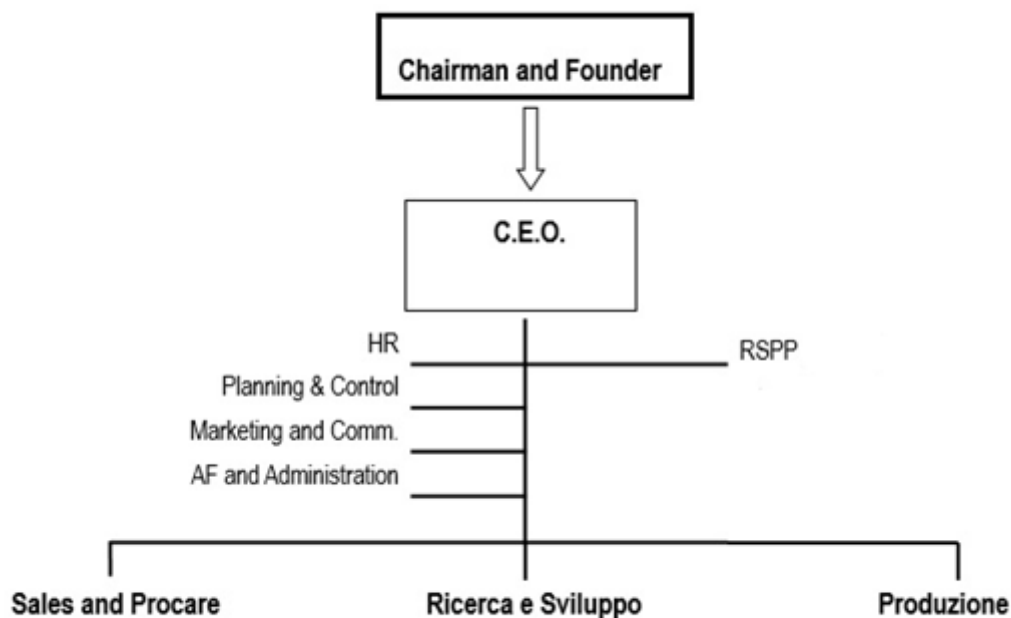 Chairman and Founder
C.E.O.
HR
RSPP
Planning & Control
Marketing and Comm.
AF and Administration
Sales and Procare
Ricerca e Sviluppo
Produzione